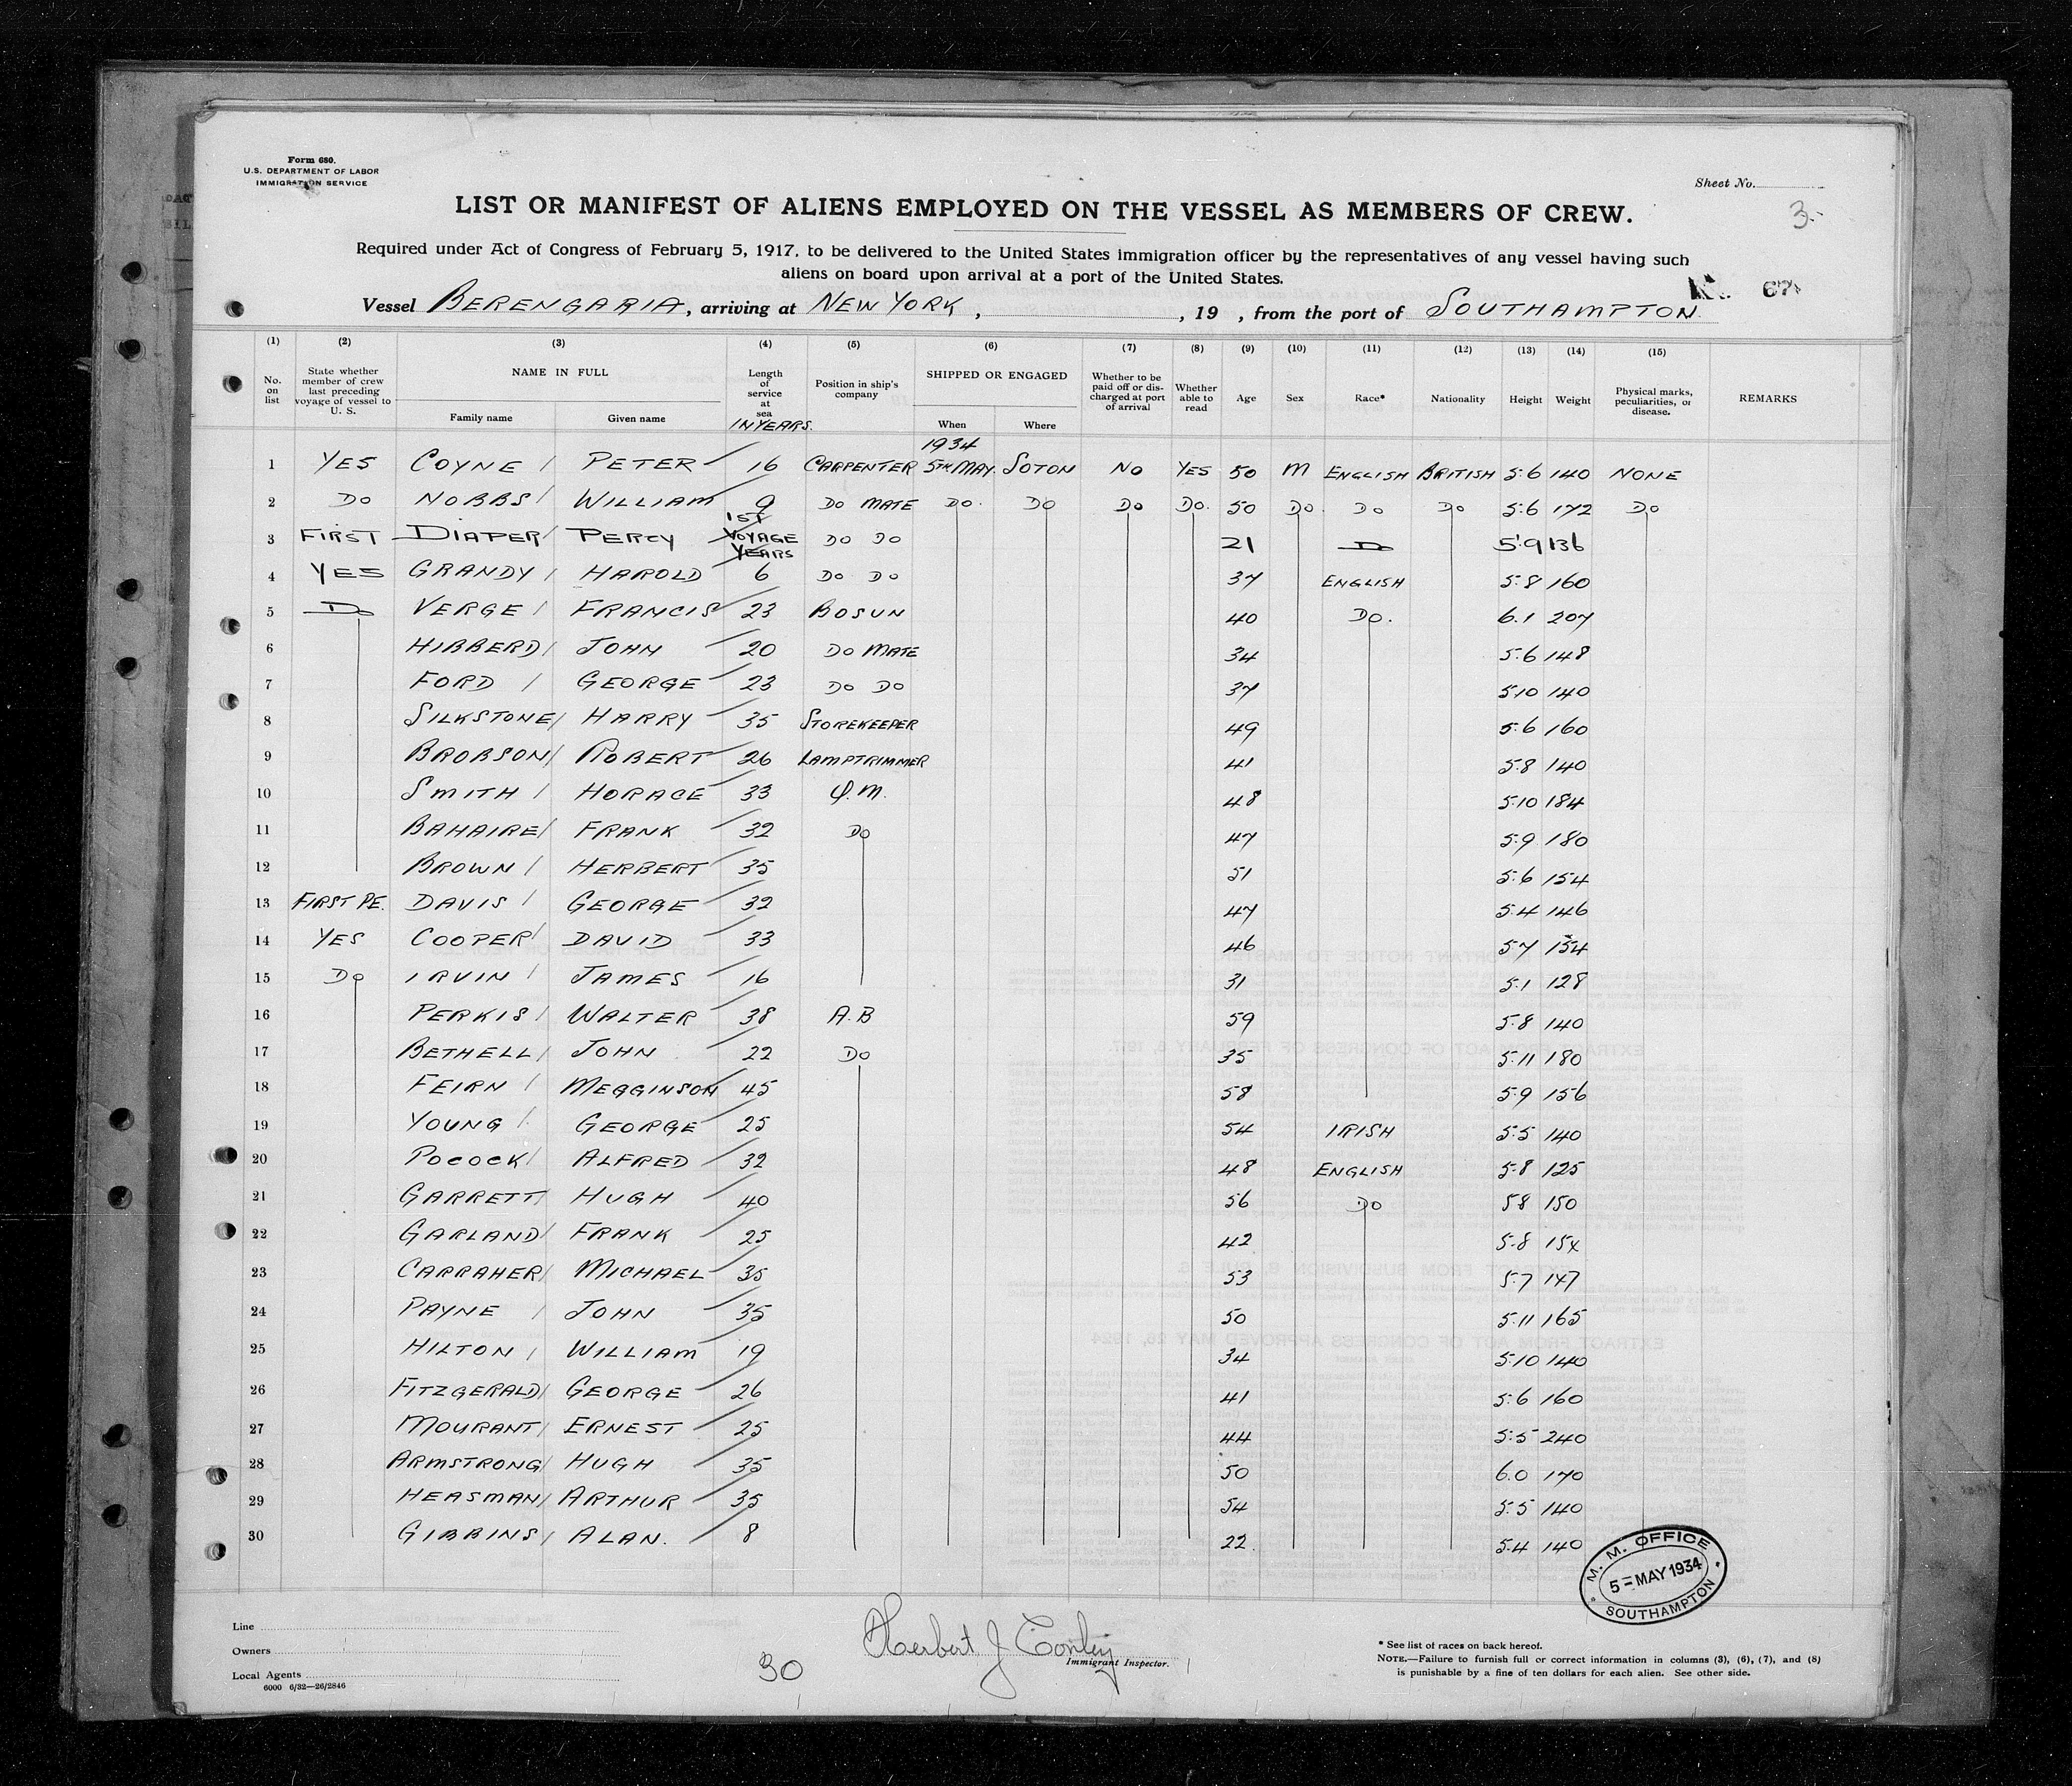 Form 680.
U.S. DEPARTMENT OF LABOR
IMMIGRATION SERVICE
Sheet No.
3.
LIST OR MANIFEST OF ALIENS EMPLOYED ON THE VESSEL AS MEMBERS OF CREW.
Required under Act of Congress of February 5, 1917, to be delivered to the United States immigration officer by the representatives of any vessel having such
aliens on board upon arrival at a port of the United States.
67
Vessel BERENGARIA, arriving at NEW YORK, , 19 , from the port of SOUTHAMPTON
(1) (2) (3) (4) (5) (6) (7) (8) (9) (10) (11) (12) (13) (14) (15)
No. on list State whether member of crew last preceding voyage of vessel to U. S. NAME IN FULL Family name Given name Length of service at sea IN YEARS. Position in ship's company SHIPPED OR ENGAGED When Where Whether to be paid off or discharged at port of arrival Whether able to read Age Sex Race* Nationality Height Weight Physical marks, peculiarities, or disease. REMARKS
1934
1 YES COYNE PETER 16 CARPENTER 5TH MAY. SOTON NO YES 50 M ENGLISH BRITISH 5.6 140 NONE
2 DO NOBBS WILLIAM 9 DO MATE DO. DO DO DO. 50 DO. DO DO 5.6 172 DO
3 FIRST DIAPER PERCY 1ST VOYAGE YEARS DO DO 21 DO 5'9 136
4 YES GRANDY HAROLD 6 DO DO 37 ENGLISH 5.8 160
5 DO VERGE FRANCIS 23 BOSUN 40 DO. 6.1 207
6 HIBBERD JOHN 20 DO MATE 34 5.6 148
7 FORD GEORGE 23 DO DO 37 5.10 140
8 SILKSTONE HARRY 35 STOREKEEPER 49 5.6 160
9 BROBSON ROBERT 26 LAMPTRIMMER 41 5.8 140
10 SMITH HORACE 33 Q.M. 48 5.10 184
11 BAHAIRE FRANK 32 DO 47 5.9 180
12 BROWN HERBERT 35 51 5.6 154
13 FIRST PE. DAVIS GEORGE 32 47 5.4 146
14 YES COOPER DAVID 33 46 5.7 154
15 DO IRVIN JAMES 16 31 5.1 128
16 PERKIS WALTER 38 A.B 59 5.8 140
17 BETHELL JOHN 22 DO 35 5.11 180
18 FEIRN MEGGINSON 45 58 5.9 156
19 YOUNG GEORGE 25 54 IRISH 5.5 140
20 POCOCK ALFRED 32 48 ENGLISH 5.8 125
21 GARRETT HUGH 40 56 DO 5.8 150
22 GARLAND FRANK 25 42 5.8 154
23 CARRAHER MICHAEL 35 53 5.7 147
24 PAYNE JOHN 35 50 5.11 165
25 HILTON WILLIAM 19 34 5.10 140
26 FITZGERALD GEORGE 26 41 5.6 160
27 MOURANT ERNEST 25 44 5.5 240
28 ARMSTRONG HUGH 35 50 6.0 170
29 HEASMAN ARTHUR 35 54 5.5 140
30 GIBBINS ALAN. 8 22. 5.4 140
M. M. OFFICE
5 - MAY 1934
SOUTHAMPTON
Line
Owners
Local Agents
6000 6/32—26/2846
30
Herbert J Conley
Immigrant Inspector.
* See list of races on back hereof.
NOTE.—Failure to furnish full or correct information in columns (3), (6), (7), and (8)
is punishable by a fine of ten dollars for each alien. See other side.